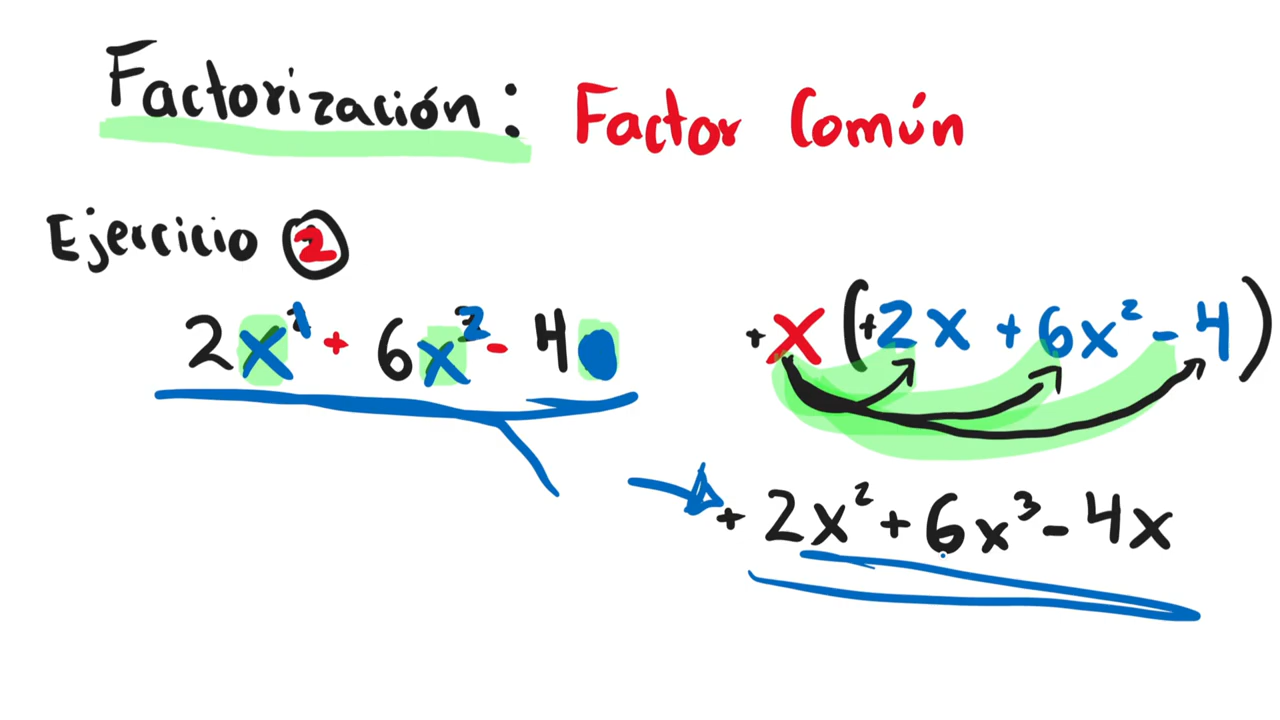 Factorización: Factor Común
Ejercicio 2
2x¹ + 6x² - 4
+x(+2x + 6x² - 4)
+ 2x² + 6x³ - 4x